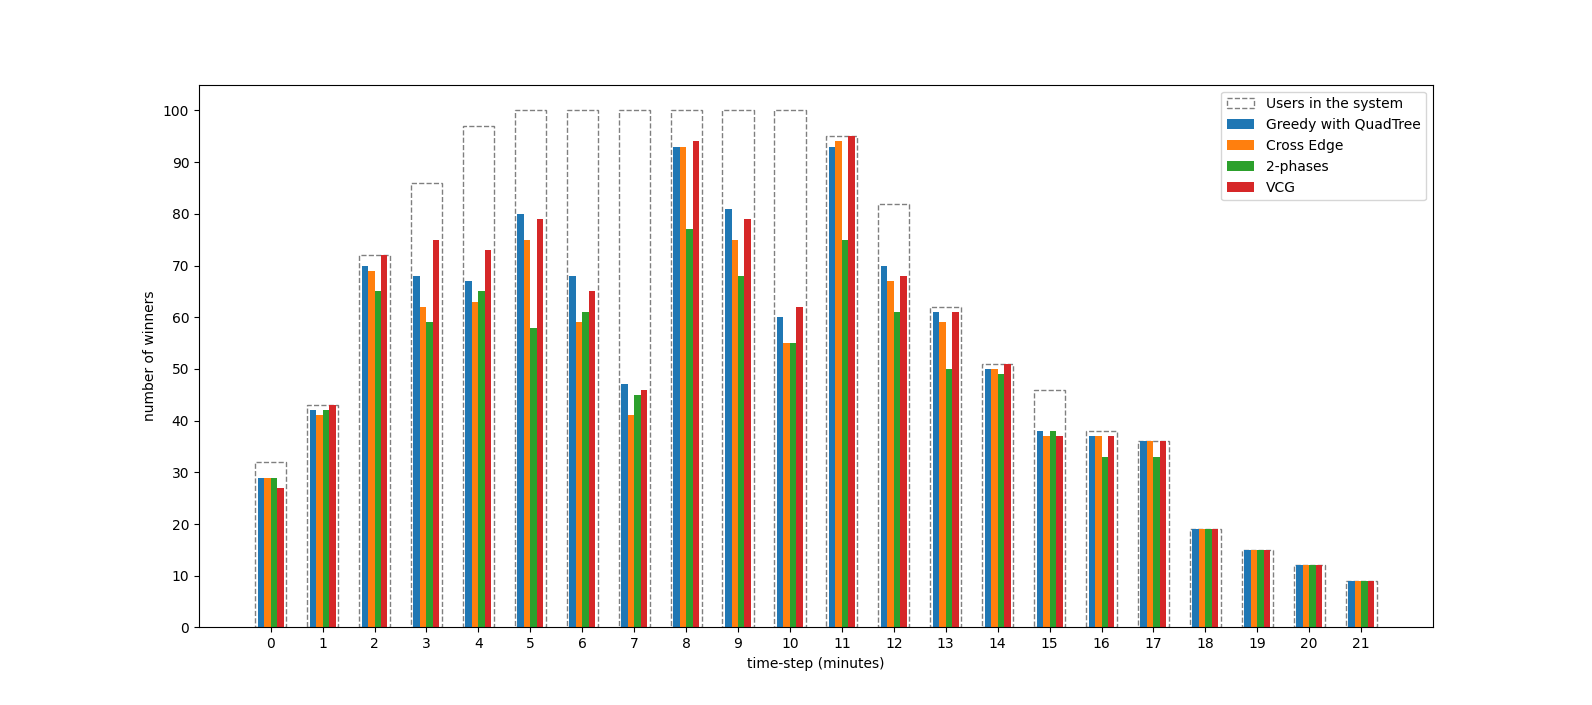 100
90
80
70
60
50
40
30
20
10
0
number of winners
Users in the system
Greedy with QuadTree
Cross Edge
2-phases
VCG
0 1 2 3 4 5 6 7 8 9 10 11 12 13 14 15 16 17 18 19 20 21
time-step (minutes)